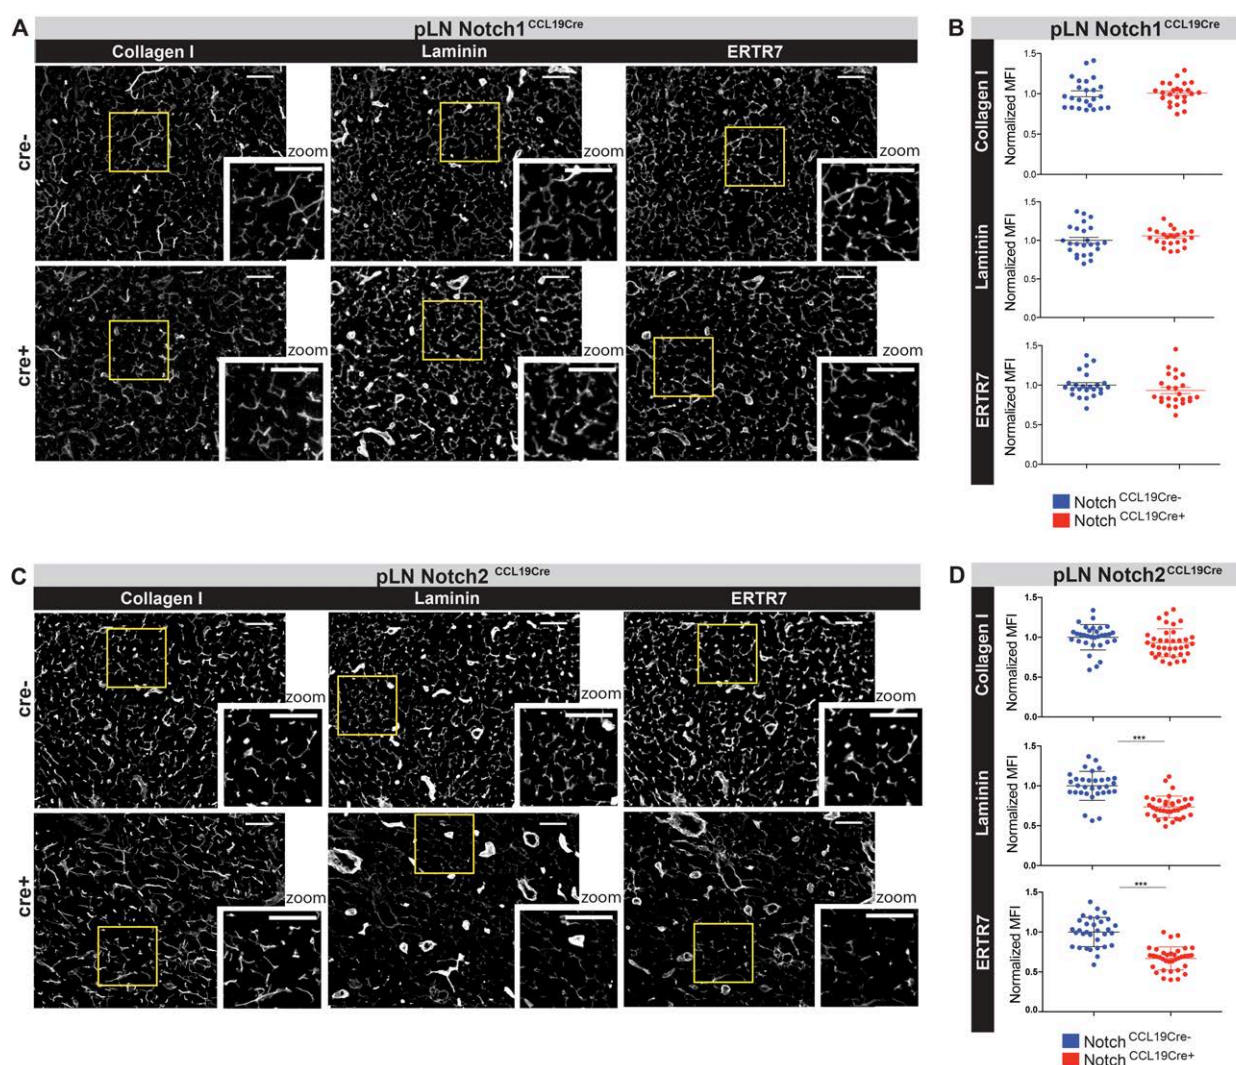 A
pLN Notch1 CCL19Cre
Collagen I Laminin ERTR7
cre-
zoom zoom zoom
cre+
zoom zoom zoom
B
pLN Notch1 CCL19Cre
Collagen I
Normalized MFI
1.5
1.0
0.5
0.0
Laminin
Normalized MFI
1.5
1.0
0.5
0.0
ERTR7
Normalized MFI
1.5
1.0
0.5
0.0
Notch CCL19Cre-
Notch CCL19Cre+
C
pLN Notch2 CCL19Cre
Collagen I Laminin ERTR7
cre-
zoom zoom zoom
cre+
zoom zoom zoom
D
pLN Notch2 CCL19Cre
Collagen I
Normalized MFI
1.5
1.0
0.5
0.0
Laminin
Normalized MFI
1.5
1.0
0.5
0.0
***
ERTR7
Normalized MFI
1.5
1.0
0.5
0.0
***
Notch CCL19Cre-
Notch CCL19Cre+